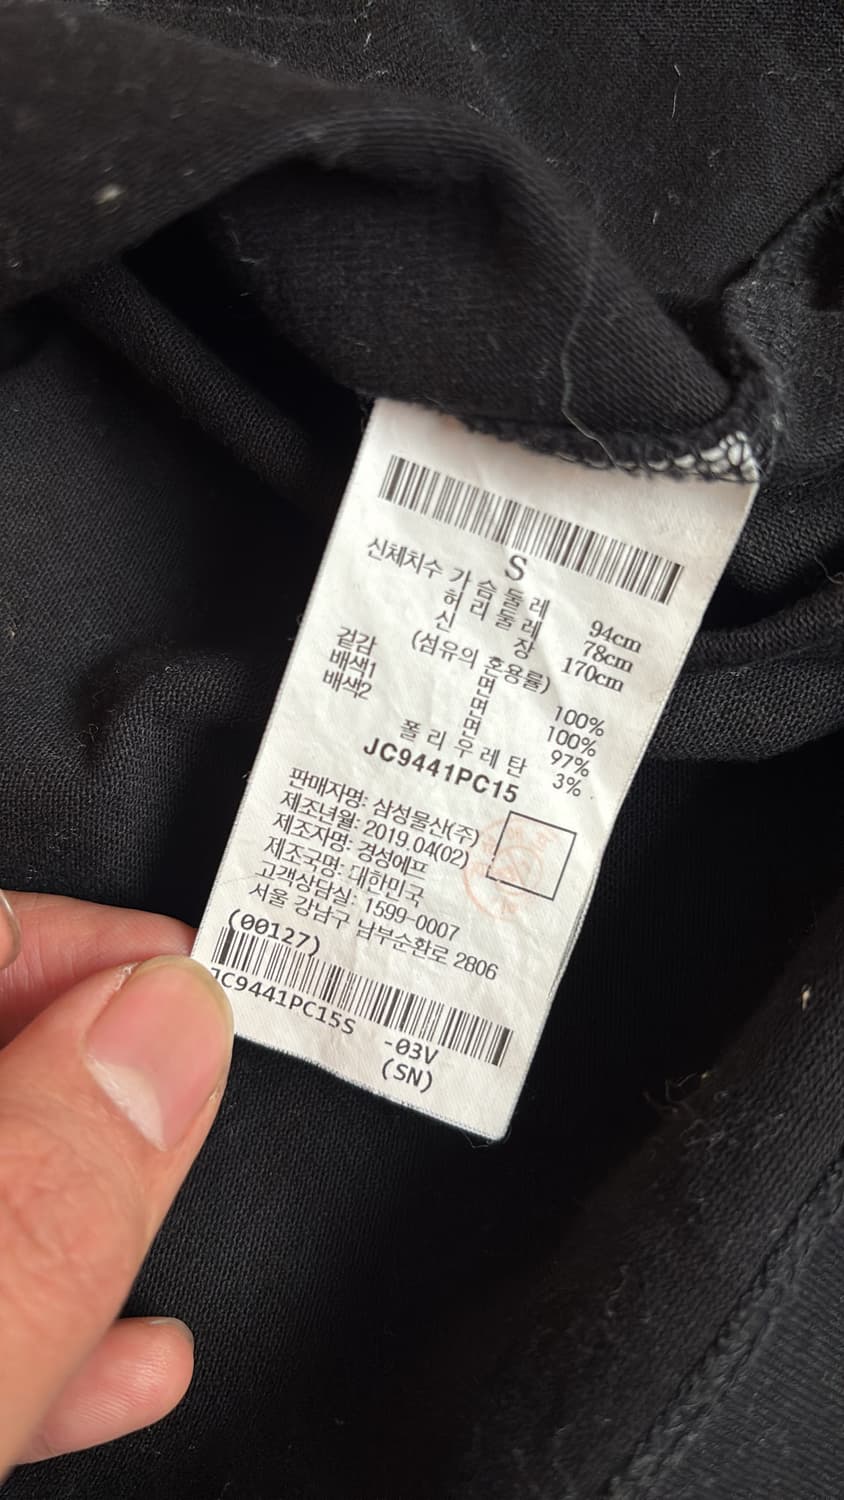 S
신체치수 가슴둘레 94cm
허리둘레 78cm
신 장 170cm
(섬유의 혼용률)
겉감 면 100%
배색1 면 100%
배색2 면 97%
폴리우레탄 3%
JC9441PC15
판매자명: 삼성물산(주)
제조년월: 2019.04(02)
제조자명: 경성에프
제조국명: 대한민국
고객상담실: 1599-0007
서울 강남구 남부순환로 2806
(00127)
JC9441PC15S -03V
(SN)